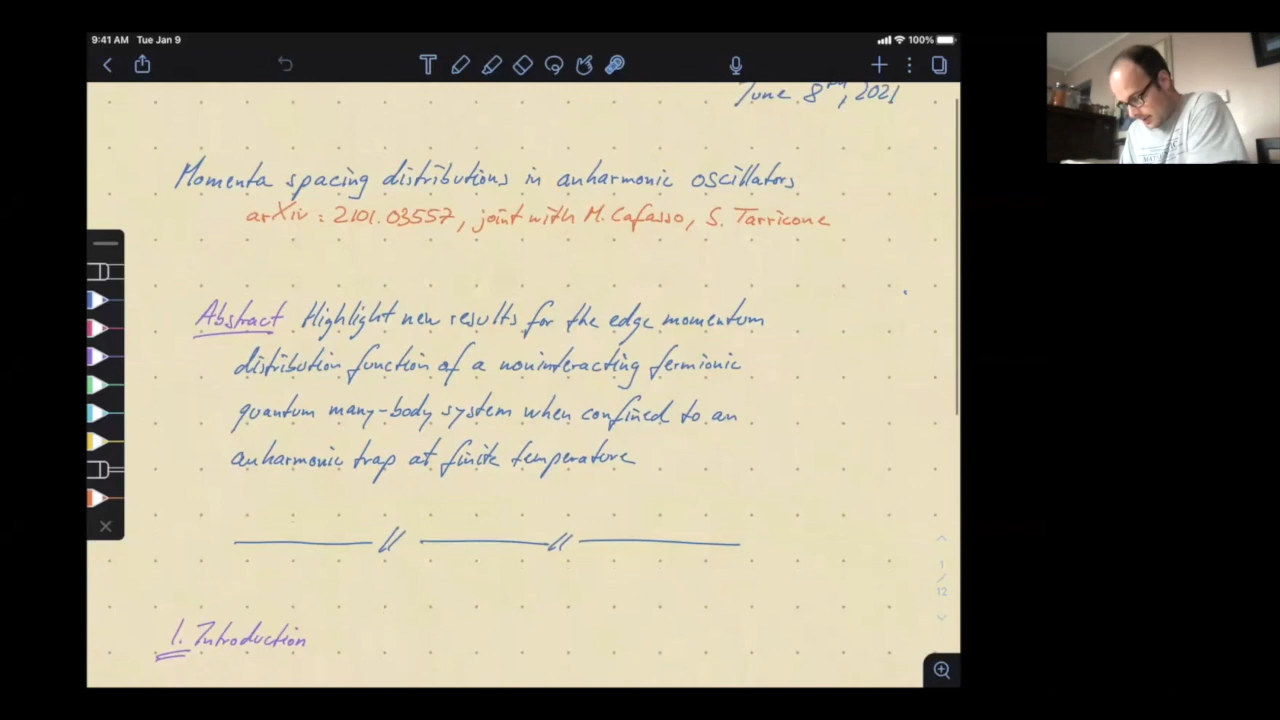 9:41 AM Tue Jan 9
100%
June 8th, 2021
Momenta spacing distributions in anharmonic oscillators
arXiv: 2101.03557, joint with M. Cafasso, S. Tarricone
Abstract Highlight new results for the edge momentum
distribution function of a noninteracting fermionic
quantum many-body system when confined to an
anharmonic trap at finite temperature
1. Introduction
1
/
12